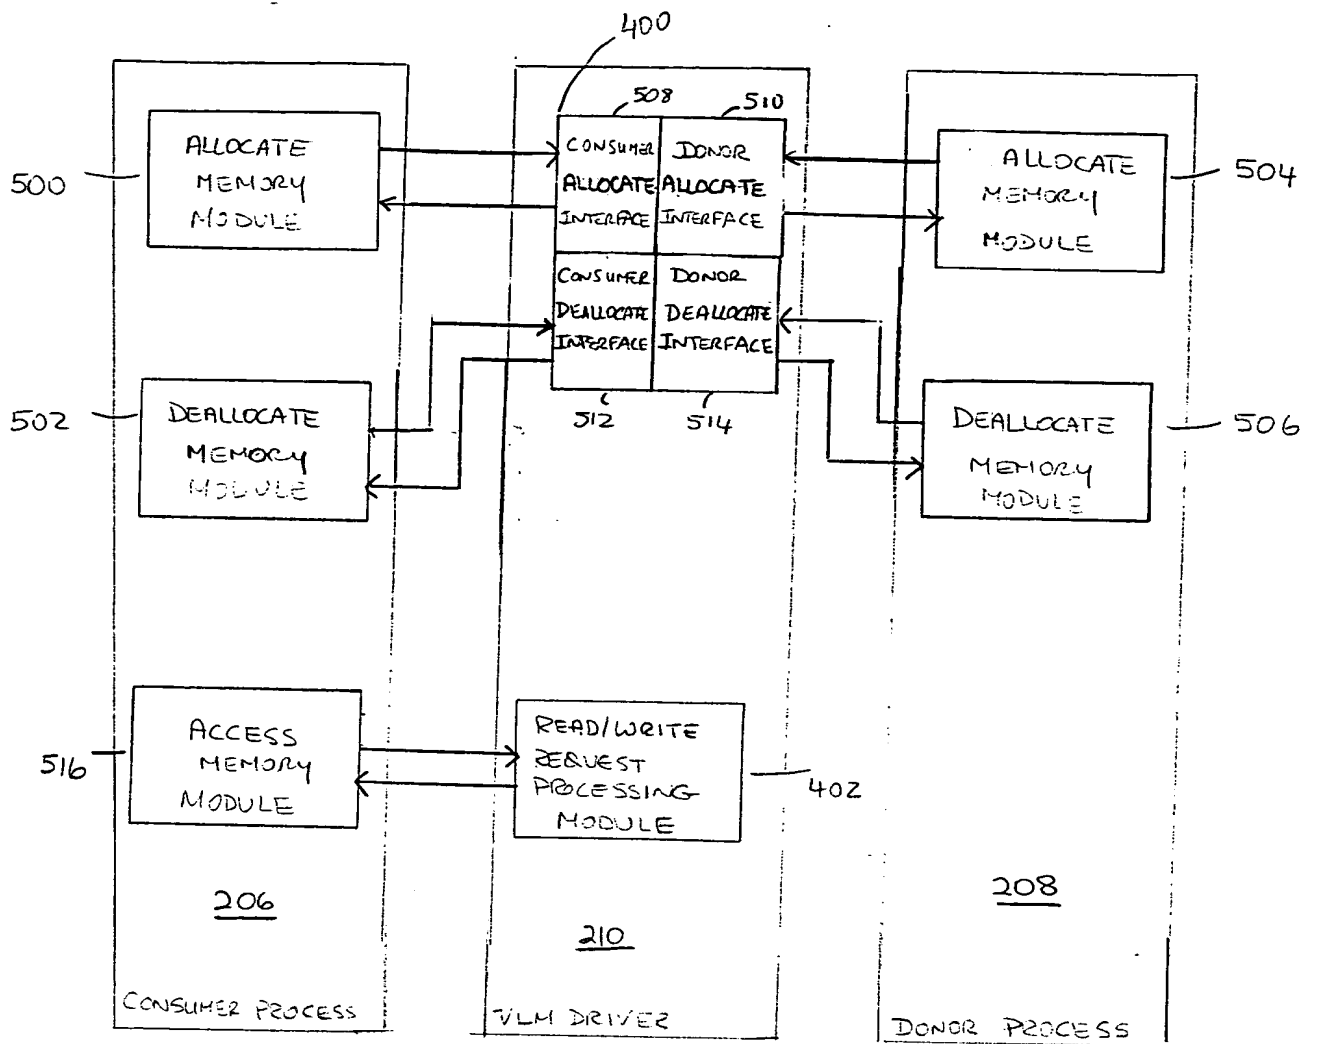 400
508
510
ALLOCATE
MEMORY
MODULE
500
CONSUMER
ALLOCATE
INTERFACE
DONOR
ALLOCATE
INTERFACE
ALLOCATE
MEMORY
MODULE
504
CONSUMER
DEALLOCATE
INTERFACE
DONOR
DEALLOCATE
INTERFACE
512
514
DEALLOCATE
MEMORY
MODULE
502
DEALLOCATE
MEMORY
MODULE
506
ACCESS
MEMORY
MODULE
516
READ/WRITE
REQUEST
PROCESSING
MODULE
402
206
210
208
CONSUMER PROCESS
VLM DRIVER
DONOR PROCESS